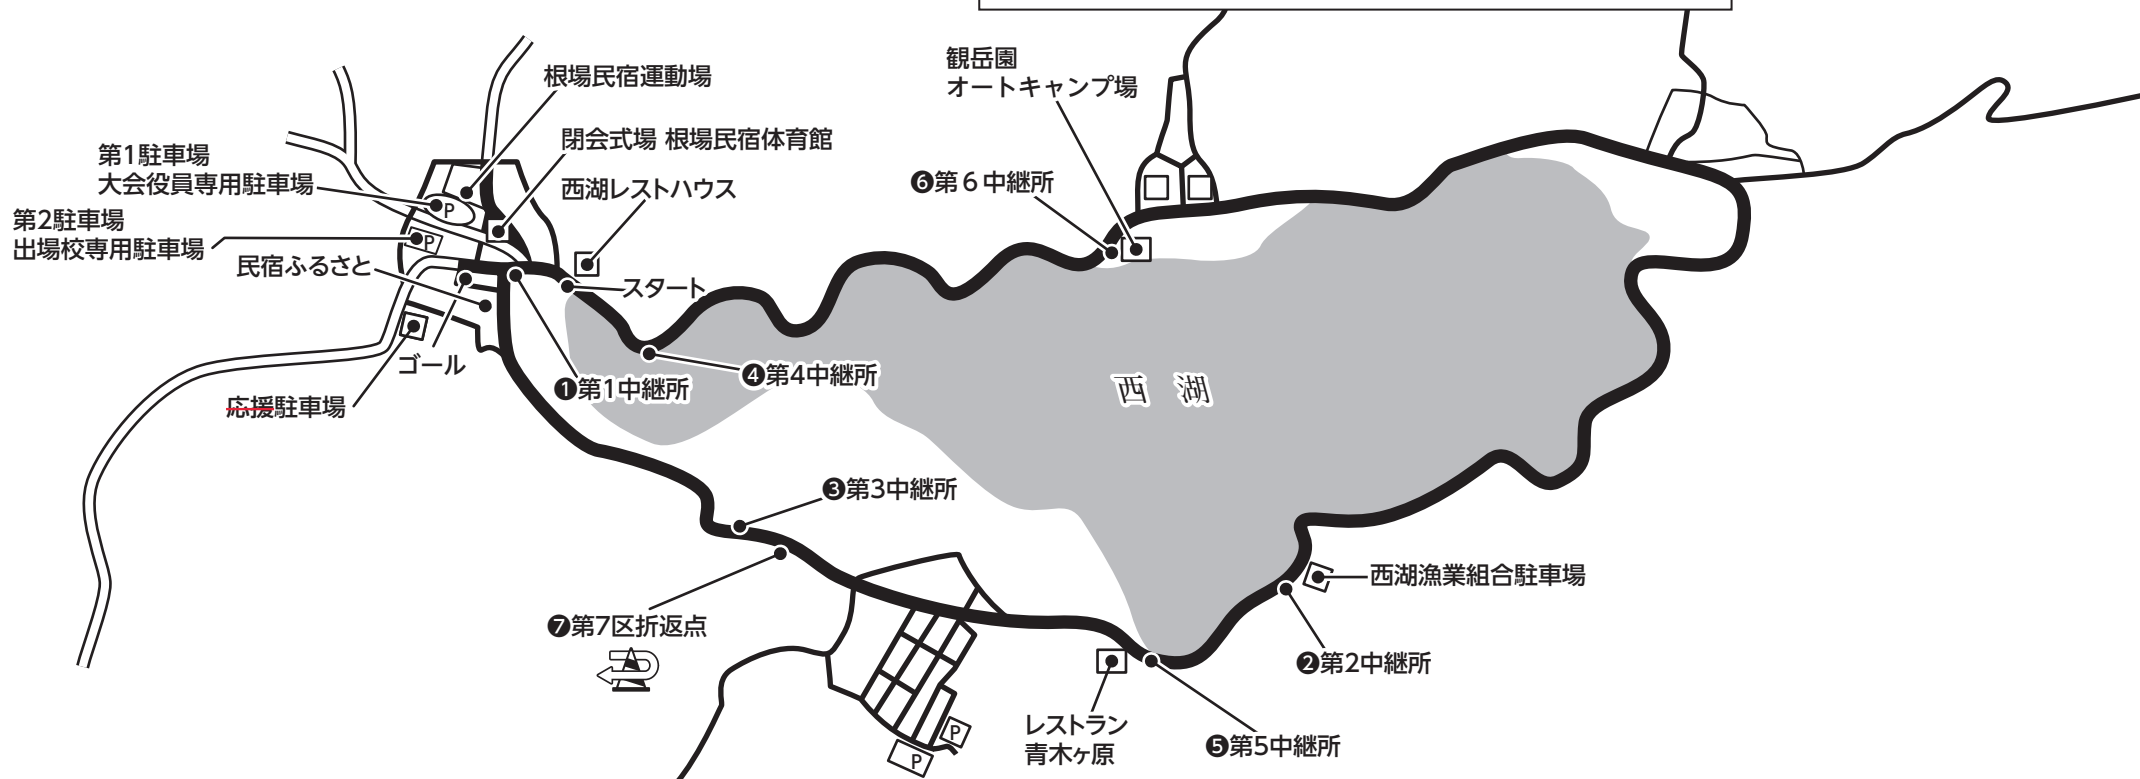 観岳園
オートキャンプ場
根場民宿運動場
閉会式場 根場民宿体育館
第1駐車場
大会役員専用駐車場
西湖レストハウス
❻第６中継所
P
第2駐車場
出場校専用駐車場
P
民宿ふるさと
スタート
ゴール
❹第4中継所
❶第1中継所
西 湖
応援駐車場
❸第3中継所
西湖漁業組合駐車場
❼第7区折返点
❷第2中継所
レストラン
青木ヶ原
❺第5中継所
P
P